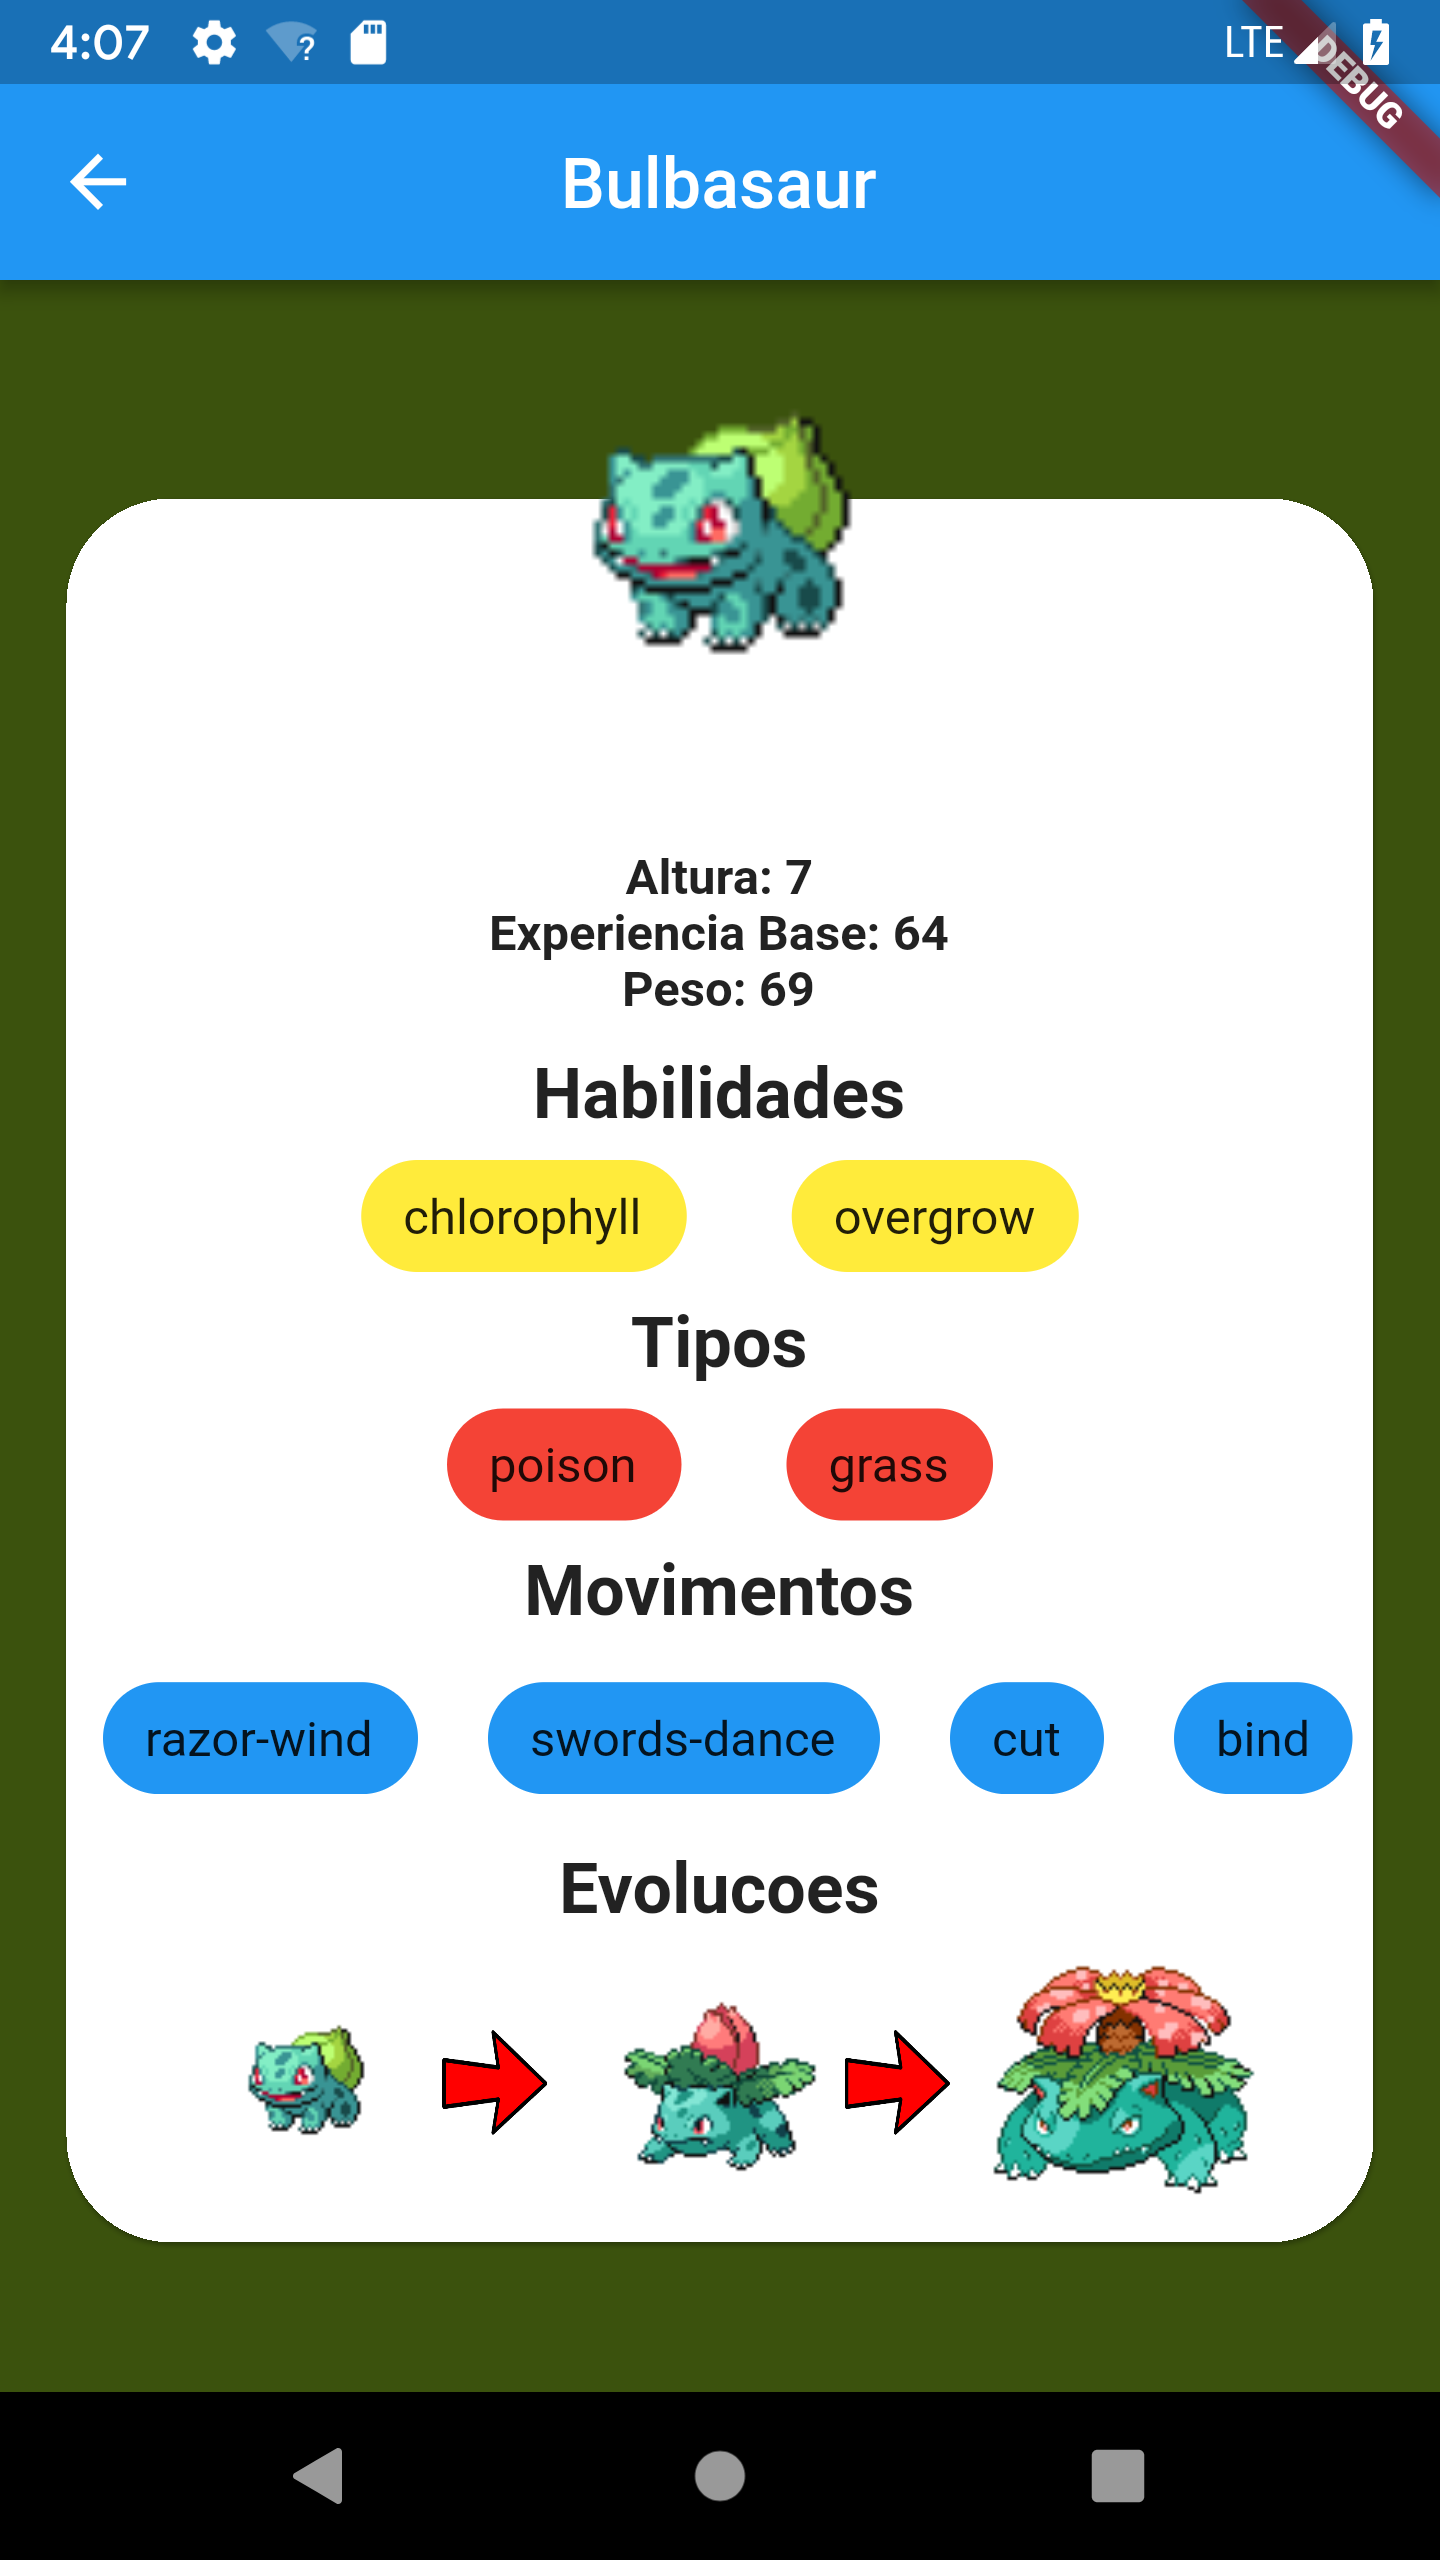 4:07 ? LTE
DEBUG
Bulbasaur
Altura: 7
Experiencia Base: 64
Peso: 69
Habilidades
chlorophyll overgrow
Tipos
poison grass
Movimentos
razor-wind swords-dance cut bind
Evolucoes